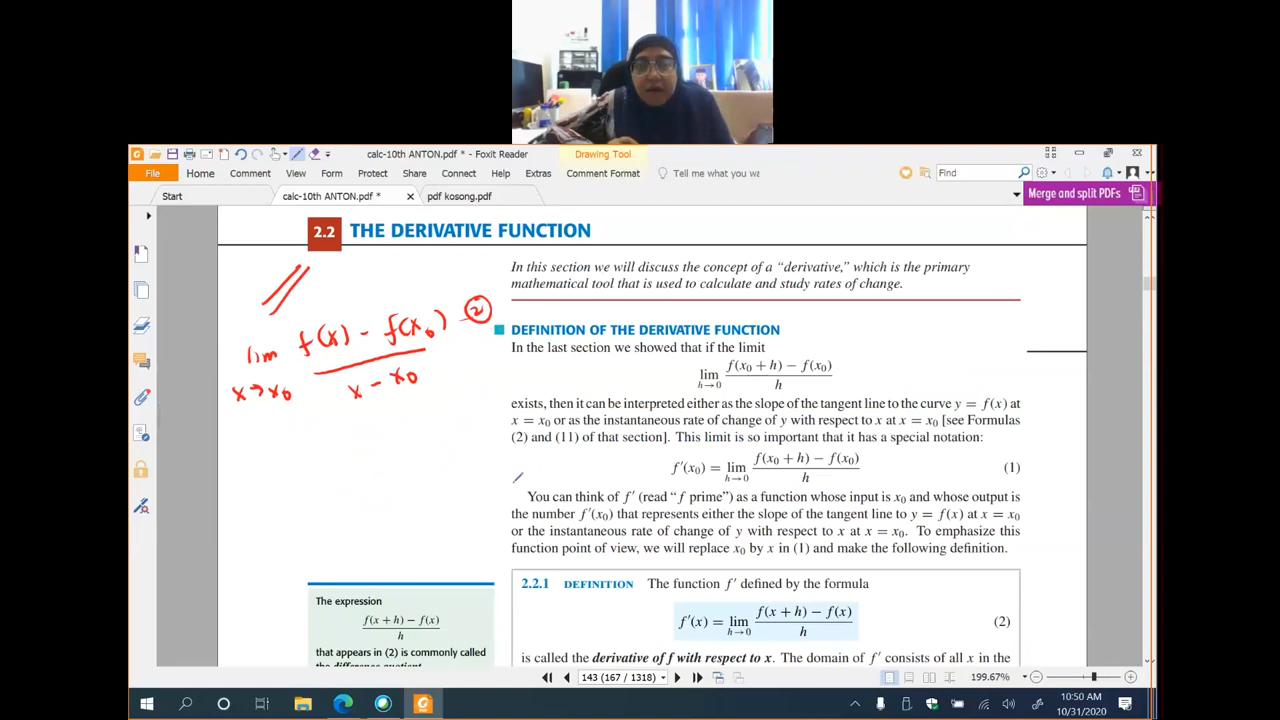 calc-10th ANTON.pdf * - Foxit Reader
Drawing Tool
File
Home
Comment
View
Form
Protect
Share
Connect
Help
Extras
Comment Format
Tell me what you wa
Find
Start
calc-10th ANTON.pdf *
pdf kosong.pdf
Merge and split PDFs
2.2 THE DERIVATIVE FUNCTION
In this section we will discuss the concept of a “derivative,” which is the primary
mathematical tool that is used to calculate and study rates of change.
lim x→x₀ f(x) − f(x₀) / x − x₀ ②
DEFINITION OF THE DERIVATIVE FUNCTION
In the last section we showed that if the limit
lim h→0 f(x₀ + h) − f(x₀) / h
exists, then it can be interpreted either as the slope of the tangent line to the curve y = f(x) at
x = x₀ or as the instantaneous rate of change of y with respect to x at x = x₀ [see Formulas
(2) and (11) of that section]. This limit is so important that it has a special notation:
f′(x₀) = lim h→0 f(x₀ + h) − f(x₀) / h (1)
You can think of f′ (read “f prime”) as a function whose input is x₀ and whose output is
the number f′(x₀) that represents either the slope of the tangent line to y = f(x) at x = x₀
or the instantaneous rate of change of y with respect to x at x = x₀. To emphasize this
function point of view, we will replace x₀ by x in (1) and make the following definition.
2.2.1 DEFINITION The function f′ defined by the formula
f′(x) = lim h→0 f(x + h) − f(x) / h (2)
is called the derivative of f with respect to x. The domain of f′ consists of all x in the
The expression
f(x + h) − f(x) / h
that appears in (2) is commonly called
the difference quotient
143 (167 / 1318)
199.67%
10:50 AM
10/31/2020